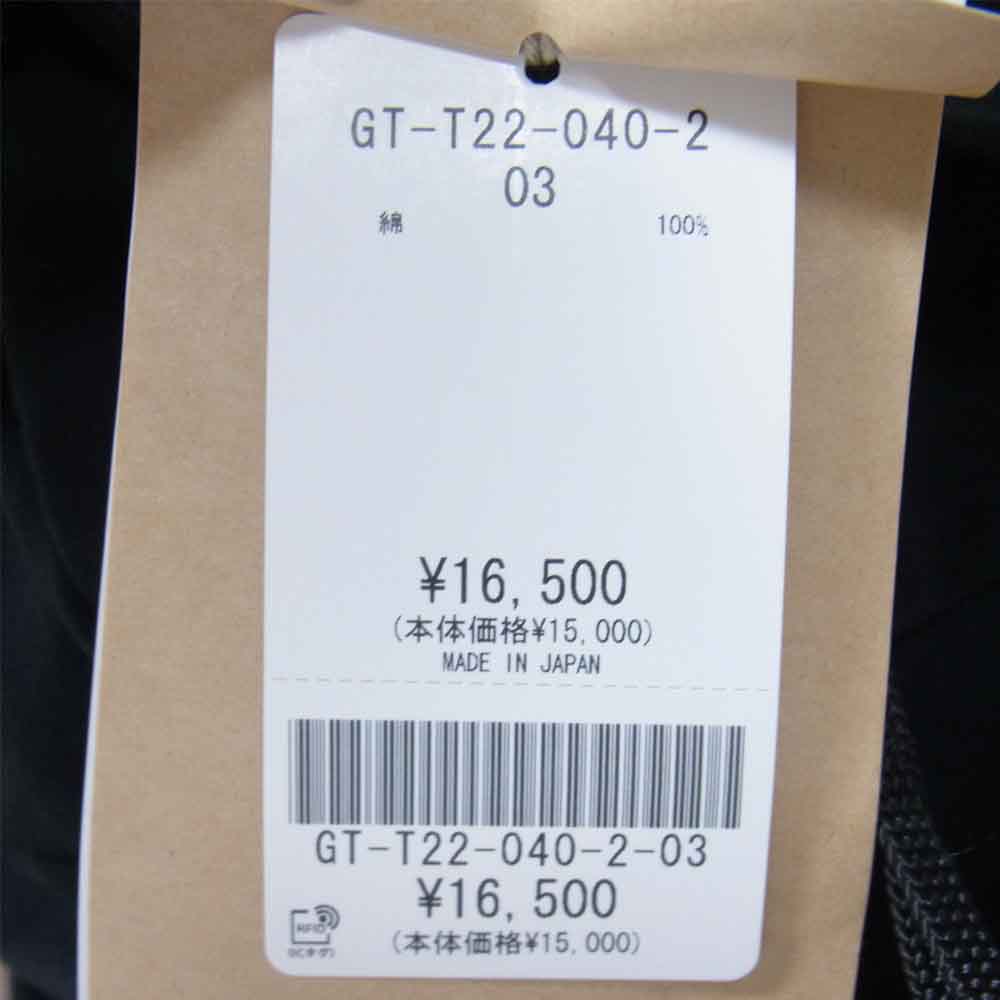 GT-T22-040-2
03
綿 100%
¥16,500
(本体価格¥15,000)
MADE IN JAPAN
GT-T22-040-2-03
¥16,500
RFID
(本体価格¥15,000)